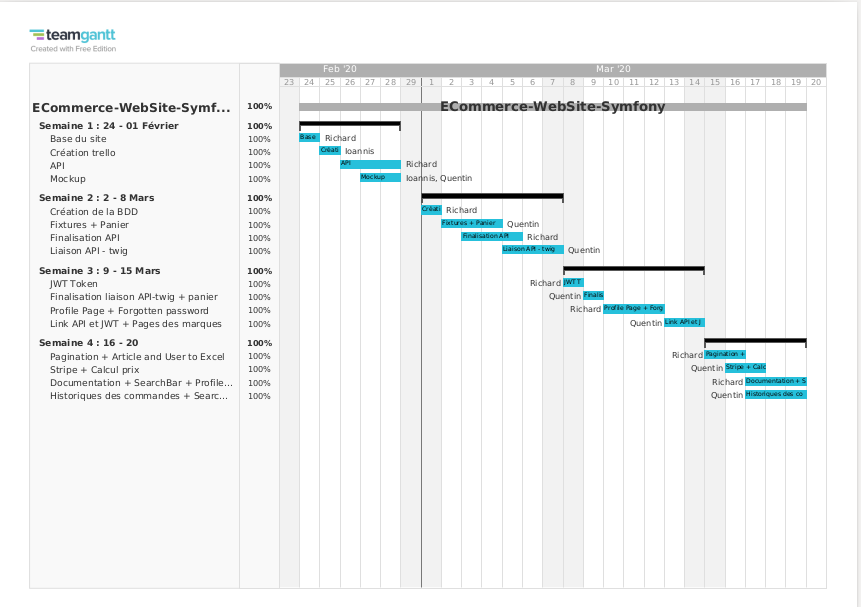 teamgantt
Created with Free Edition
Feb '20 Mar '20
23 24 25 26 27 28 29 1 2 3 4 5 6 7 8 9 10 11 12 13 14 15 16 17 18 19 20
ECommerce-WebSite-Symf... 100% ECommerce-WebSite-Symfony
Semaine 1 : 24 - 01 Février 100%
Base du site 100% Base Richard
Création trello 100% Créati Ioannis
API 100% API Richard
Mockup 100% Mockup Ioannis, Quentin
Semaine 2 : 2 - 8 Mars 100%
Création de la BDD 100% Créati Richard
Fixtures + Panier 100% Fixtures + Panier Quentin
Finalisation API 100% Finalisation API Richard
Liaison API - twig 100% Liaison API - twig Quentin
Semaine 3 : 9 - 15 Mars 100%
JWT Token 100% Richard JWT T
Finalisation liaison API-twig + panier 100% Quentin Finalis
Profile Page + Forgotten password 100% Richard Profile Page + Forg
Link API et JWT + Pages des marques 100% Quentin Link API et J
Semaine 4 : 16 - 20 100%
Pagination + Article and User to Excel 100% Richard Pagination +
Stripe + Calcul prix 100% Quentin Stripe + Calc
Documentation + SearchBar + Profile... 100% Richard Documentation + S
Historiques des commandes + Searc... 100% Quentin Historiques des co